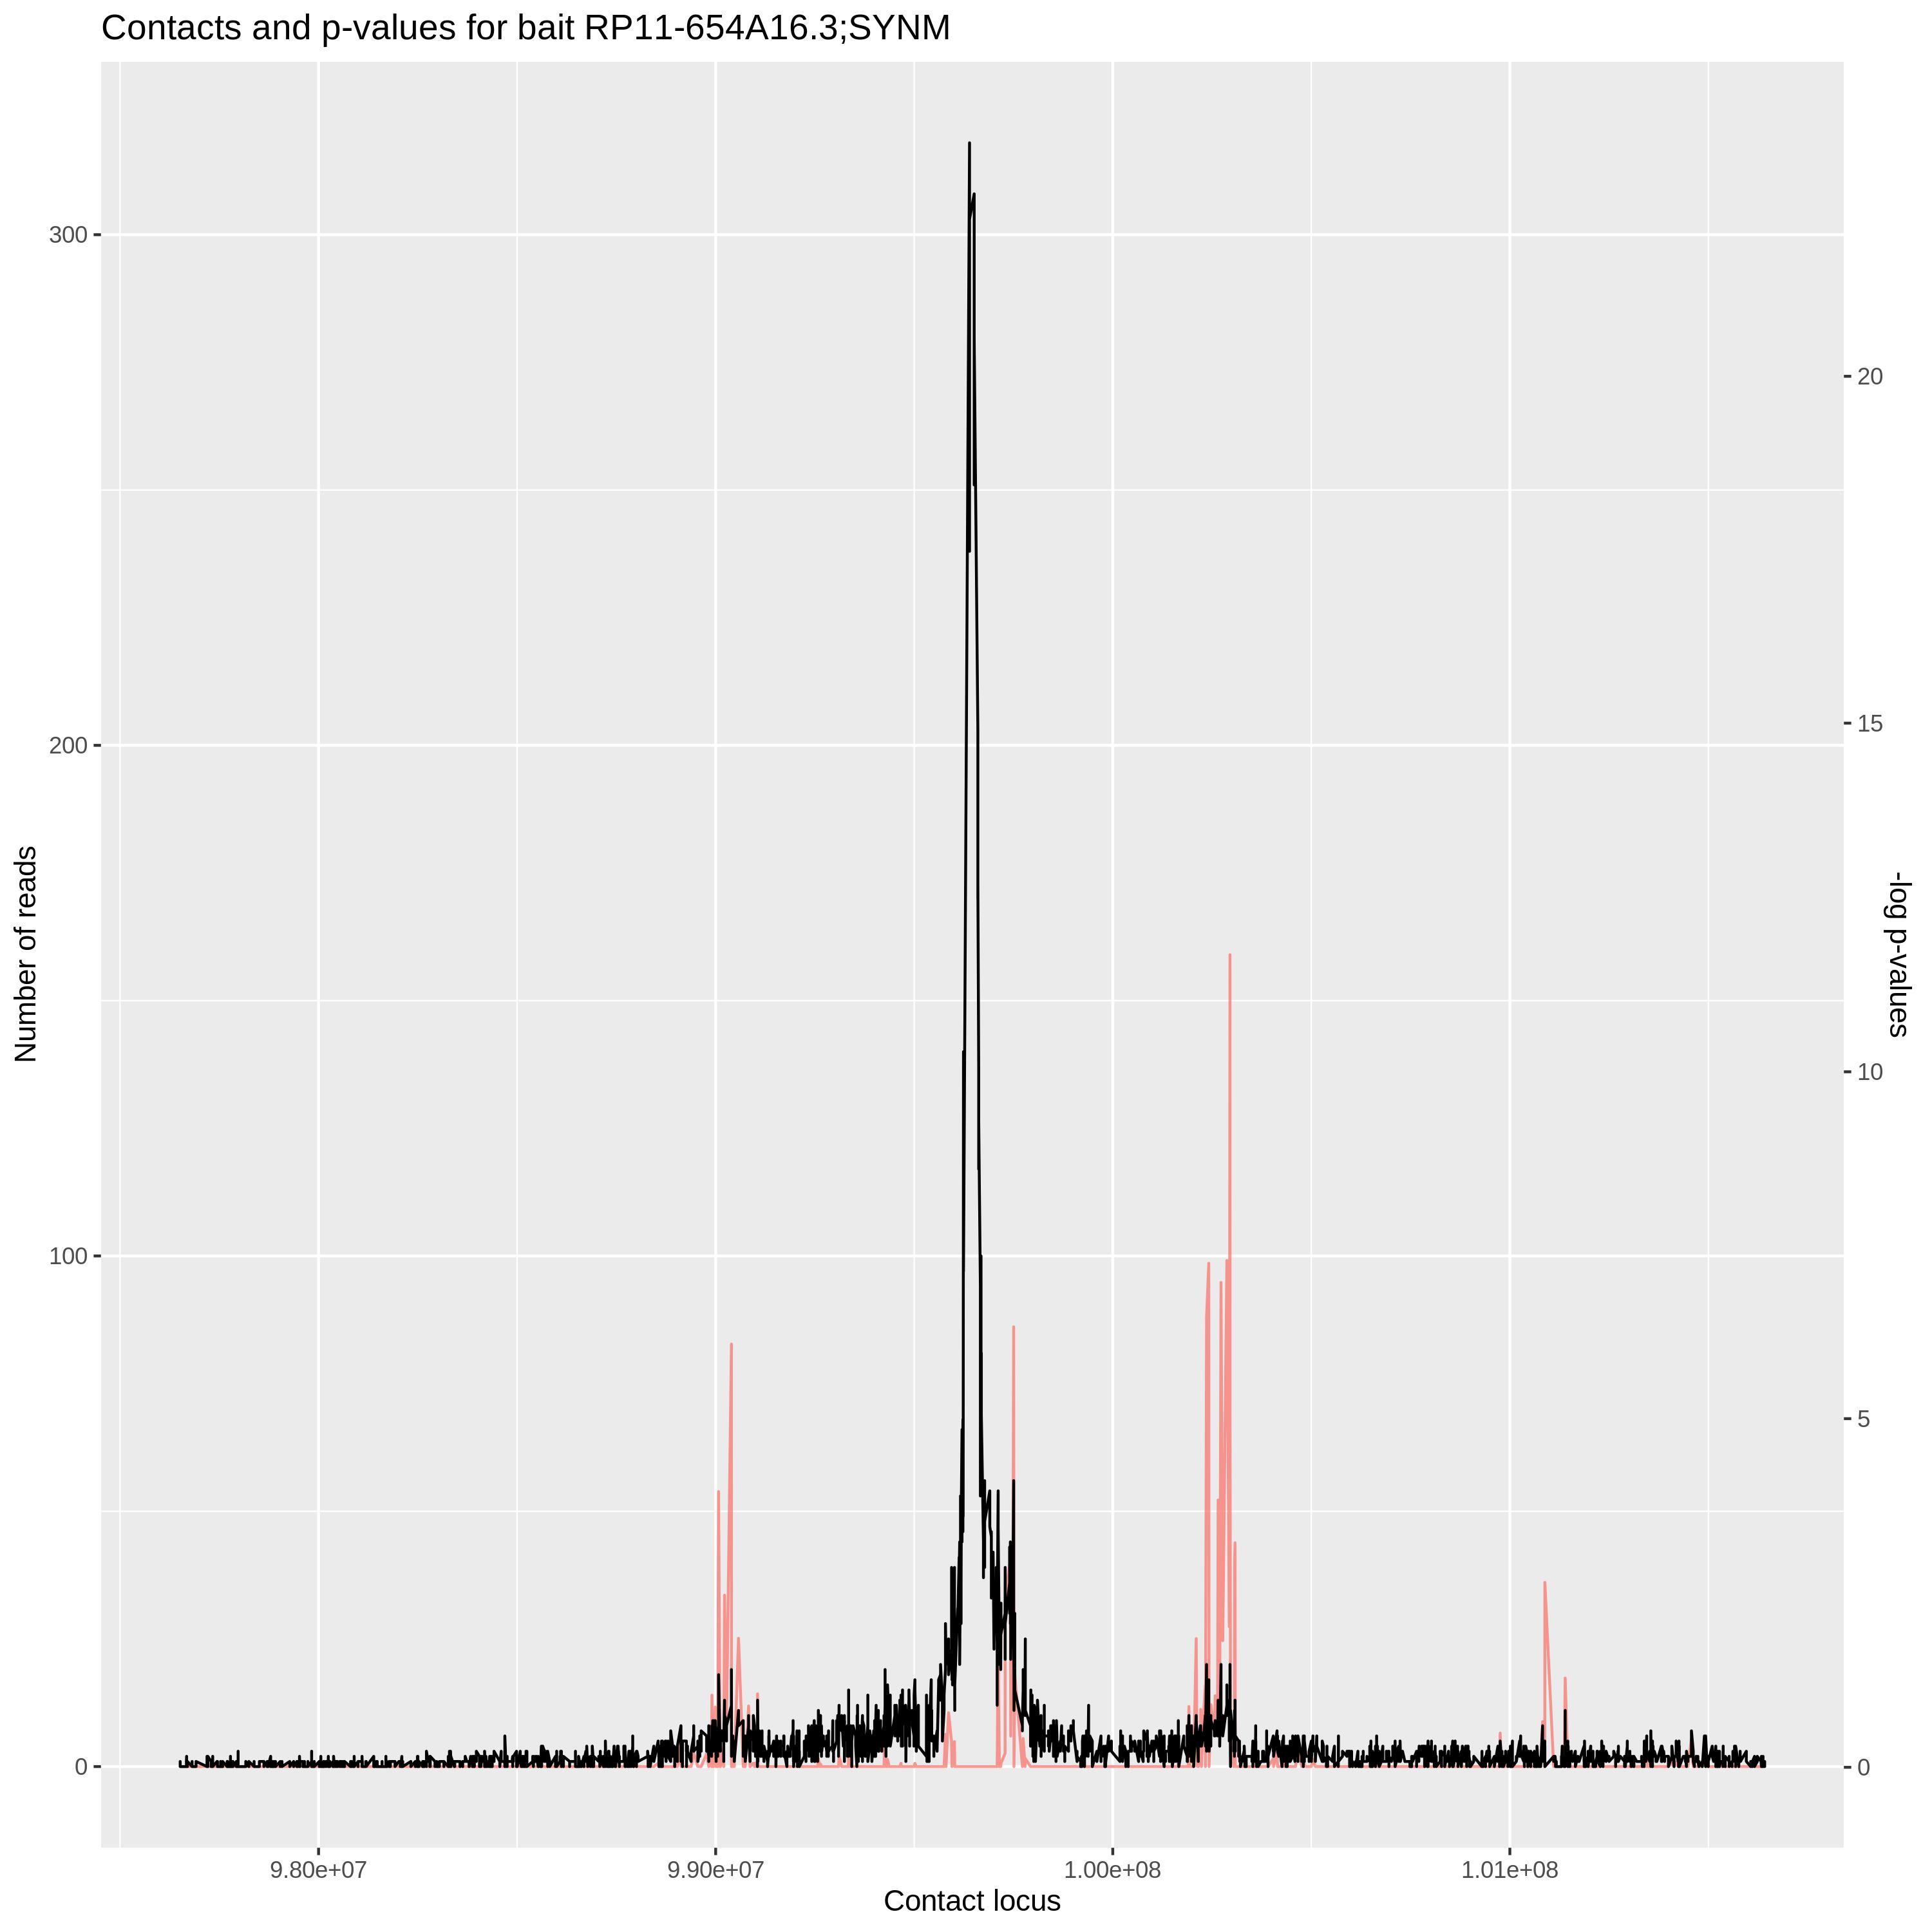 Contacts and p-values for bait RP11-654A16.3;SYNM
300
200
100
0
Number of reads
20
15
10
5
0
-log p-values
9.80e+07
9.90e+07
1.00e+08
1.01e+08
Contact locus